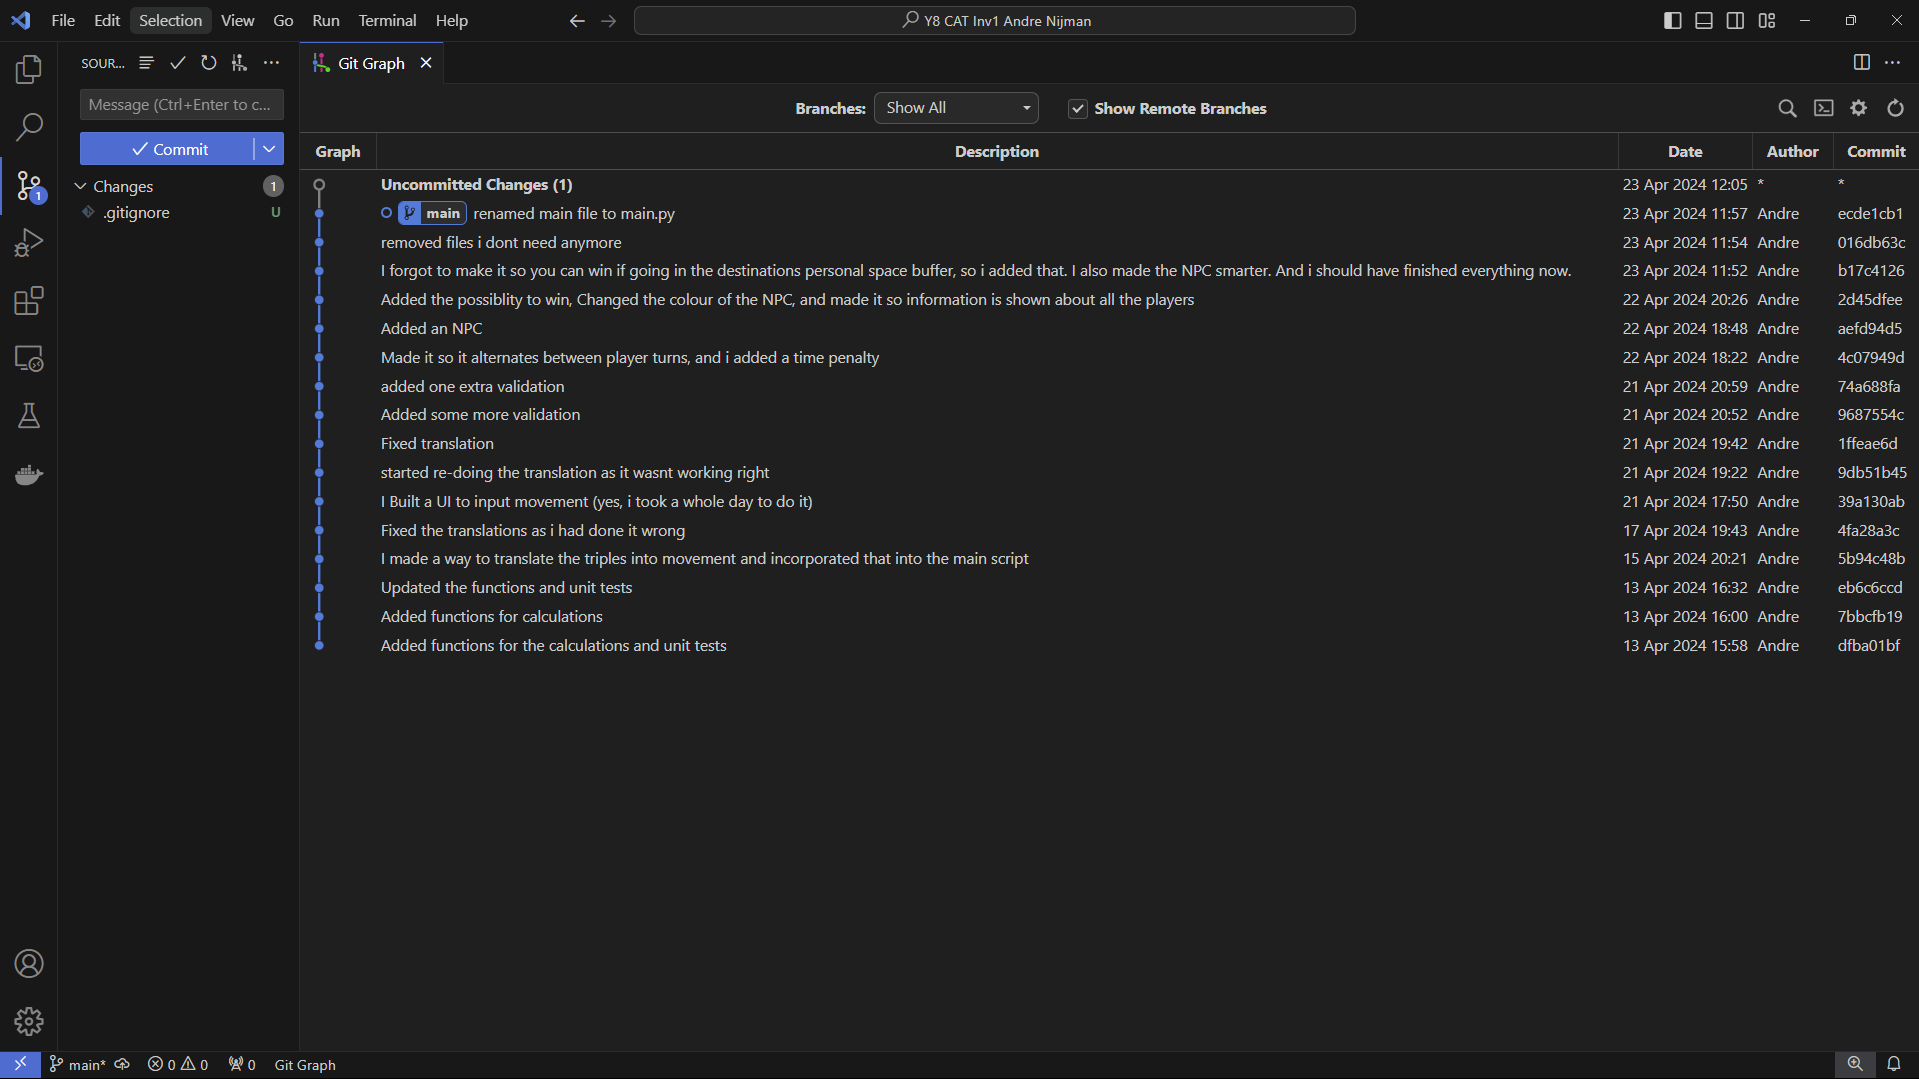 File Edit Selection View Go Run Terminal Help Y8 CAT Inv1 Andre Nijman
SOUR...
Git Graph
Message (Ctrl+Enter to c...
Commit
Changes 1
.gitignore U
1
Branches: Show All Show Remote Branches
Graph Description Date Author Commit
Uncommitted Changes (1) 23 Apr 2024 12:05 * *
main renamed main file to main.py 23 Apr 2024 11:57 Andre ecde1cb1
removed files i dont need anymore 23 Apr 2024 11:54 Andre 016db63c
I forgot to make it so you can win if going in the destinations personal space buffer, so i added that. I also made the NPC smarter. And i should have finished everything now. 23 Apr 2024 11:52 Andre b17c4126
Added the possiblity to win, Changed the colour of the NPC, and made it so information is shown about all the players 22 Apr 2024 20:26 Andre 2d45dfee
Added an NPC 22 Apr 2024 18:48 Andre aefd94d5
Made it so it alternates between player turns, and i added a time penalty 22 Apr 2024 18:22 Andre 4c07949d
added one extra validation 21 Apr 2024 20:59 Andre 74a688fa
Added some more validation 21 Apr 2024 20:52 Andre 9687554c
Fixed translation 21 Apr 2024 19:42 Andre 1ffeae6d
started re-doing the translation as it wasnt working right 21 Apr 2024 19:22 Andre 9db51b45
I Built a UI to input movement (yes, i took a whole day to do it) 21 Apr 2024 17:50 Andre 39a130ab
Fixed the translations as i had done it wrong 17 Apr 2024 19:43 Andre 4fa28a3c
I made a way to translate the triples into movement and incorporated that into the main script 15 Apr 2024 20:21 Andre 5b94c48b
Updated the functions and unit tests 13 Apr 2024 16:32 Andre eb6c6ccd
Added functions for calculations 13 Apr 2024 16:00 Andre 7bbcfb19
Added functions for the calculations and unit tests 13 Apr 2024 15:58 Andre dfba01bf
main* 0 0 0 Git Graph